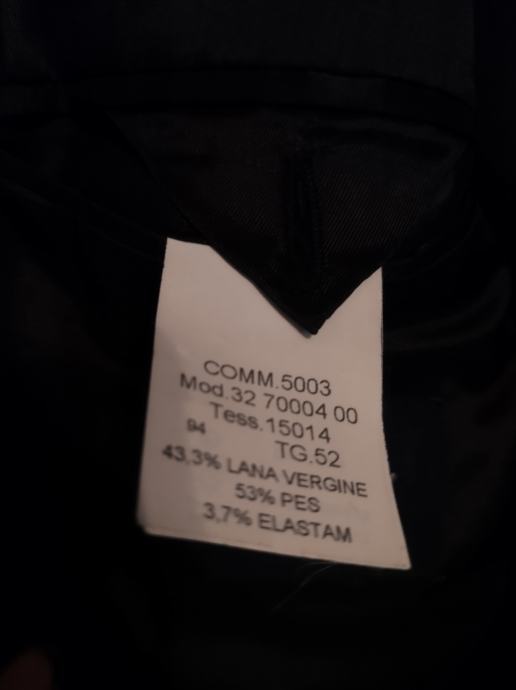 COMM.5003
Mod.32 70004 00
Tess.15014
94 TG.52
43,3% LANA VERGINE
53% PES
3,7% ELASTAM